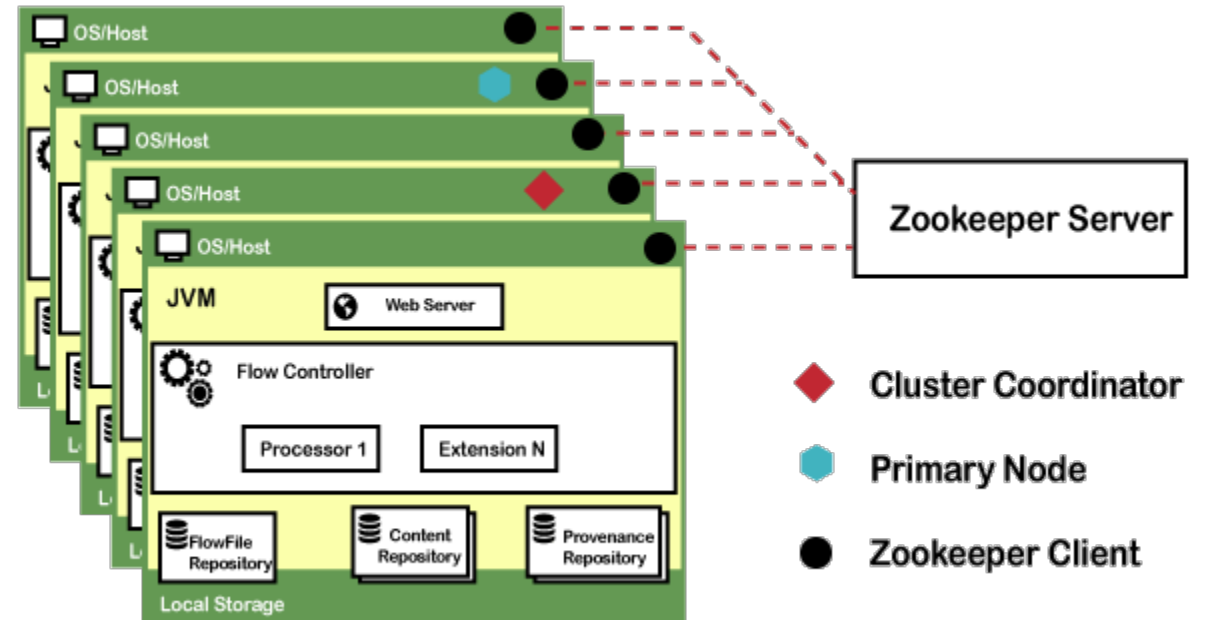 OS/Host
OS/Host
OS/Host
OS/Host
OS/Host
JVM
Web Server
Flow Controller
Processor 1
Extension N
FlowFile
Repository
Content
Repository
Provenance
Repository
Local Storage
Zookeeper Server
Cluster Coordinator
Primary Node
Zookeeper Client